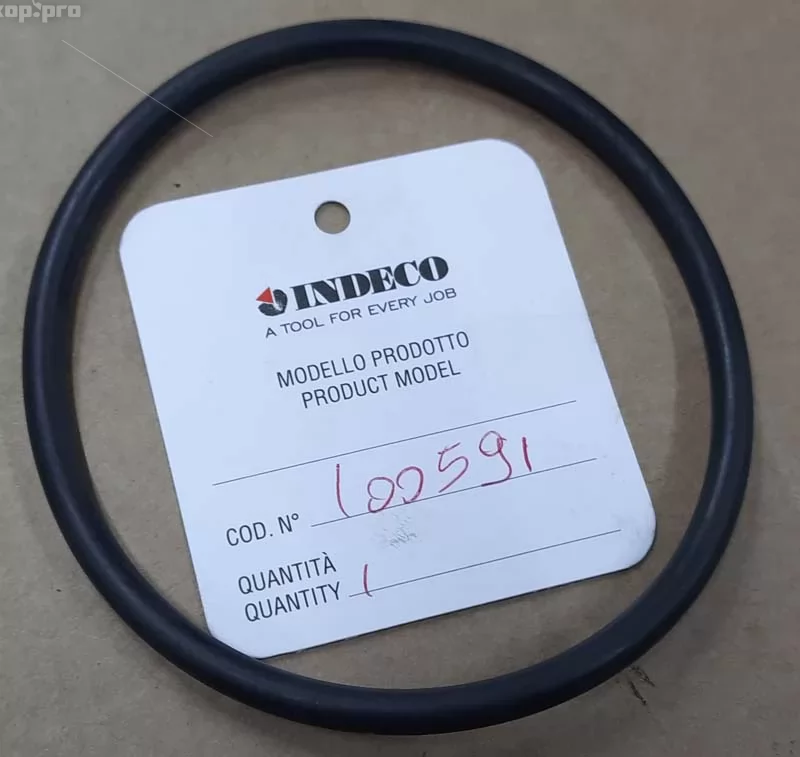 kop.pro
INDECO
A TOOL FOR EVERY JOB
MODELLO PRODOTTO
PRODUCT MODEL
COD. N° 100591
QUANTITÀ
QUANTITY 1